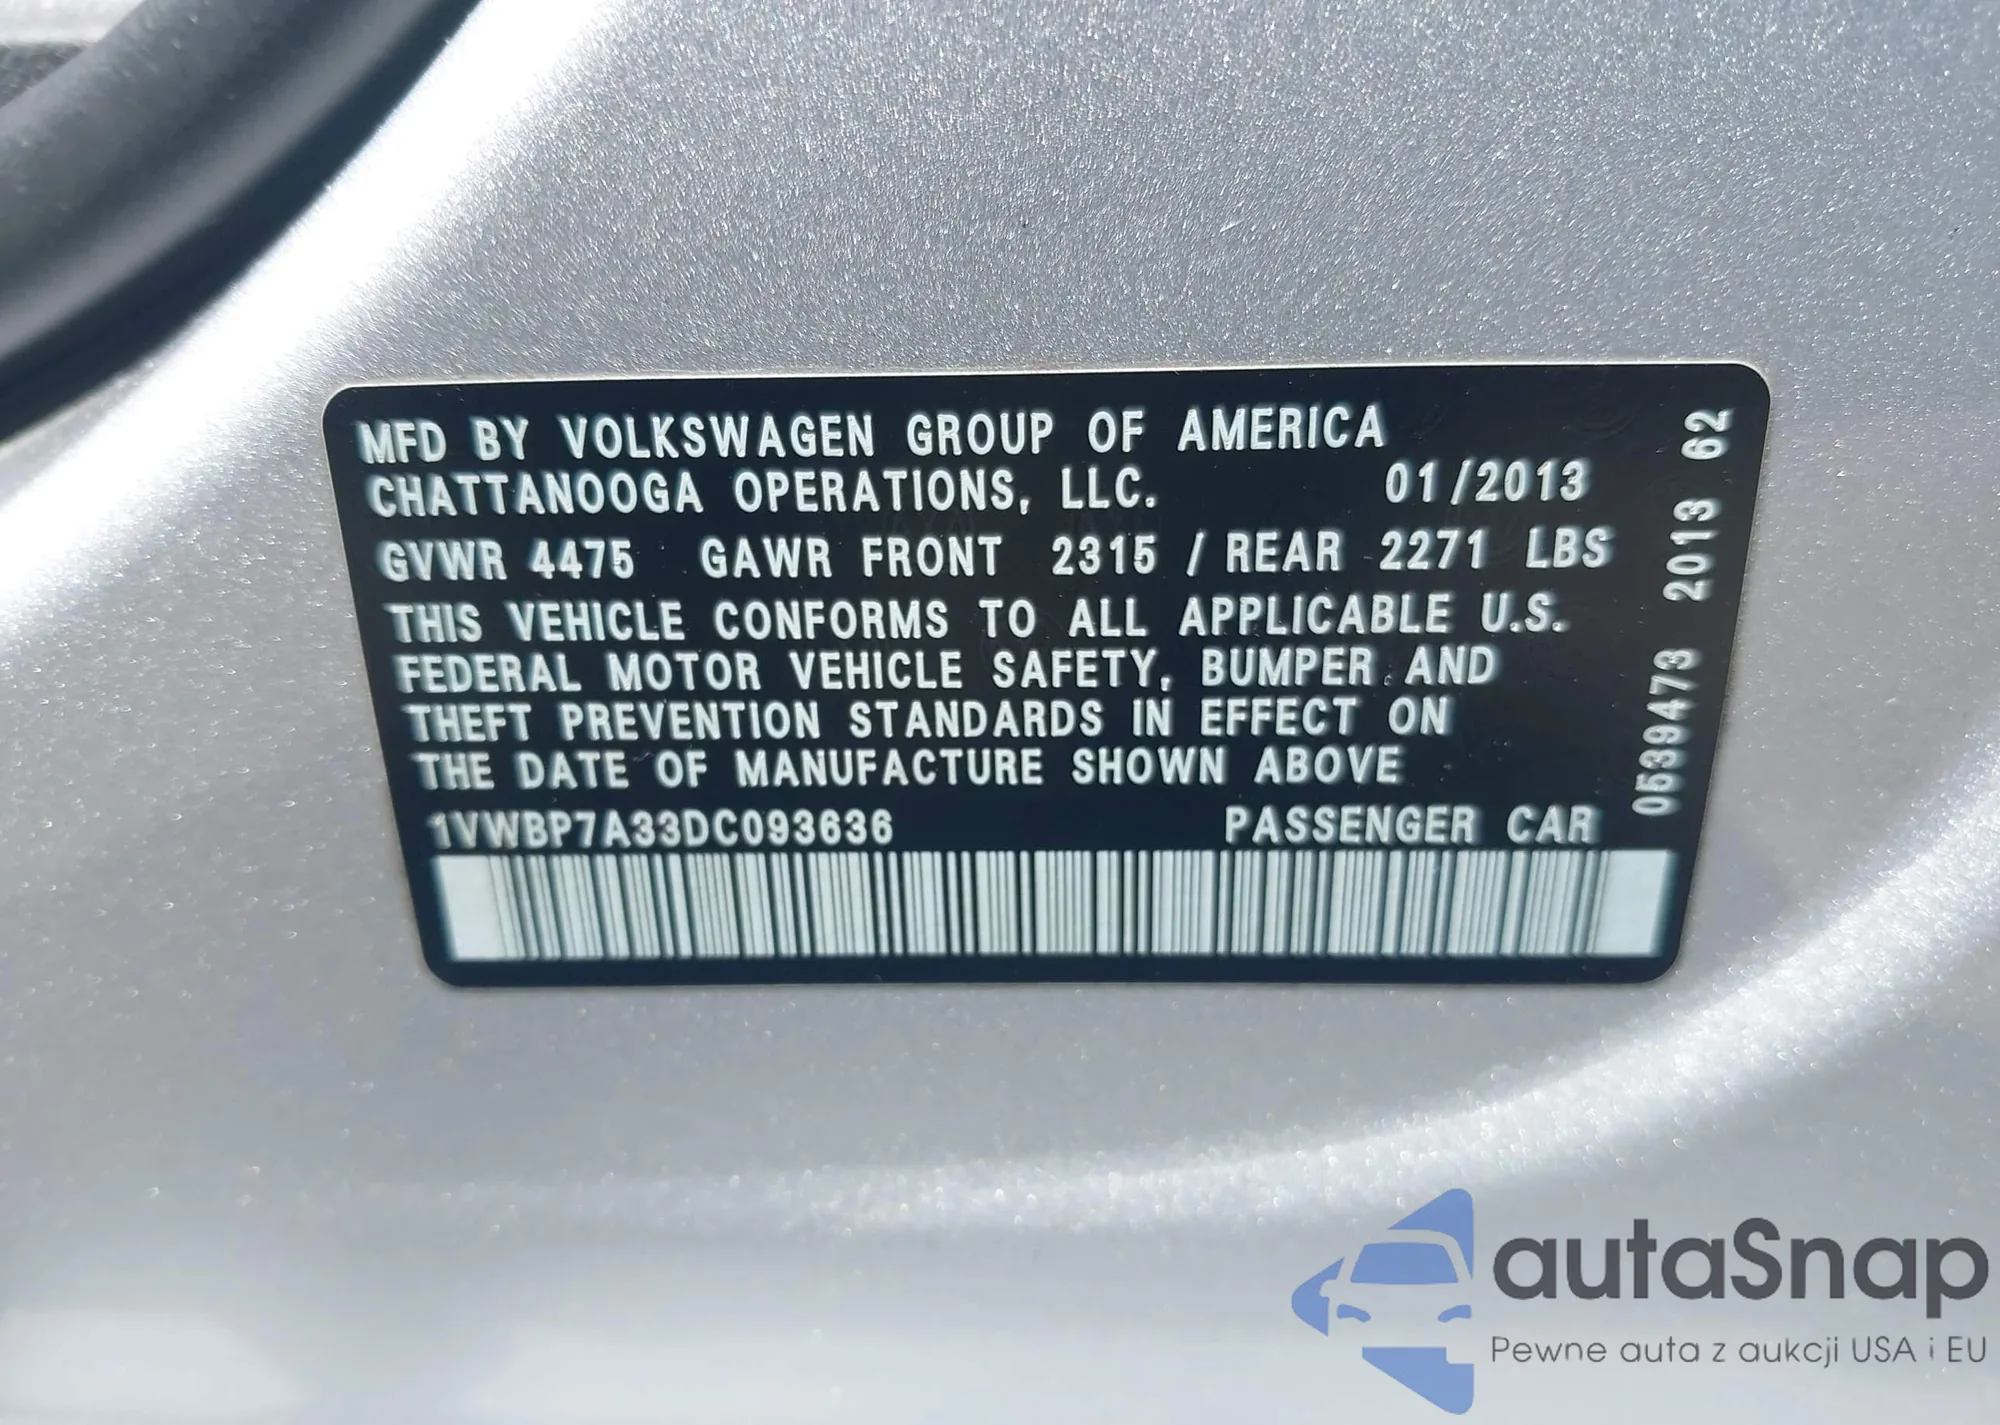 MFD BY VOLKSWAGEN GROUP OF AMERICA
CHATTANOOGA OPERATIONS, LLC. 01/2013
GVWR 4475 GAWR FRONT 2315 / REAR 2271 LBS
THIS VEHICLE CONFORMS TO ALL APPLICABLE U.S.
FEDERAL MOTOR VEHICLE SAFETY, BUMPER AND
THEFT PREVENTION STANDARDS IN EFFECT ON
THE DATE OF MANUFACTURE SHOWN ABOVE
1VWBP7A33DC093636 PASSENGER CAR
0539473 2013 62
autaSnap
Pewne auta z aukcji USA i EU